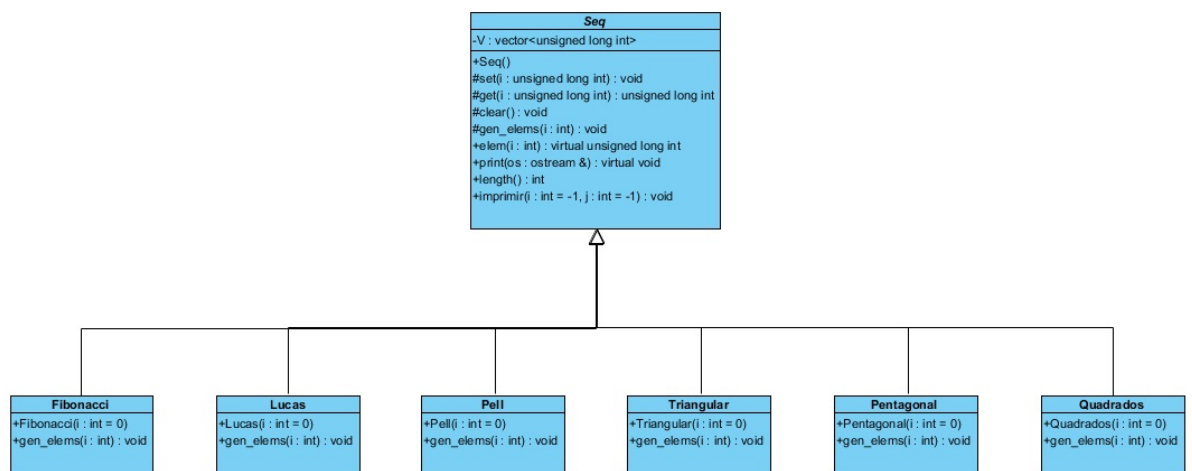 Seq
-V : vector<unsigned long int>
+Seq()
#set(i : unsigned long int) : void
#get(i : unsigned long int) : unsigned long int
#clear() : void
#gen_elems(i : int) : void
+elem(i : int) : virtual unsigned long int
+print(os : ostream &) : virtual void
+length() : int
+imprimir(i : int = -1, j : int = -1) : void
Fibonacci
+Fibonacci(i : int = 0)
+gen_elems(i : int) : void
Lucas
+Lucas(i : int = 0)
+gen_elems(i : int) : void
Pell
+Pell(i : int = 0)
+gen_elems(i : int) : void
Triangular
+Triangular(i : int = 0)
+gen_elems(i : int) : void
Pentagonal
+Pentagonal(i : int = 0)
+gen_elems(i : int) : void
Quadrados
+Quadrados(i : int = 0)
+gen_elems(i : int) : void